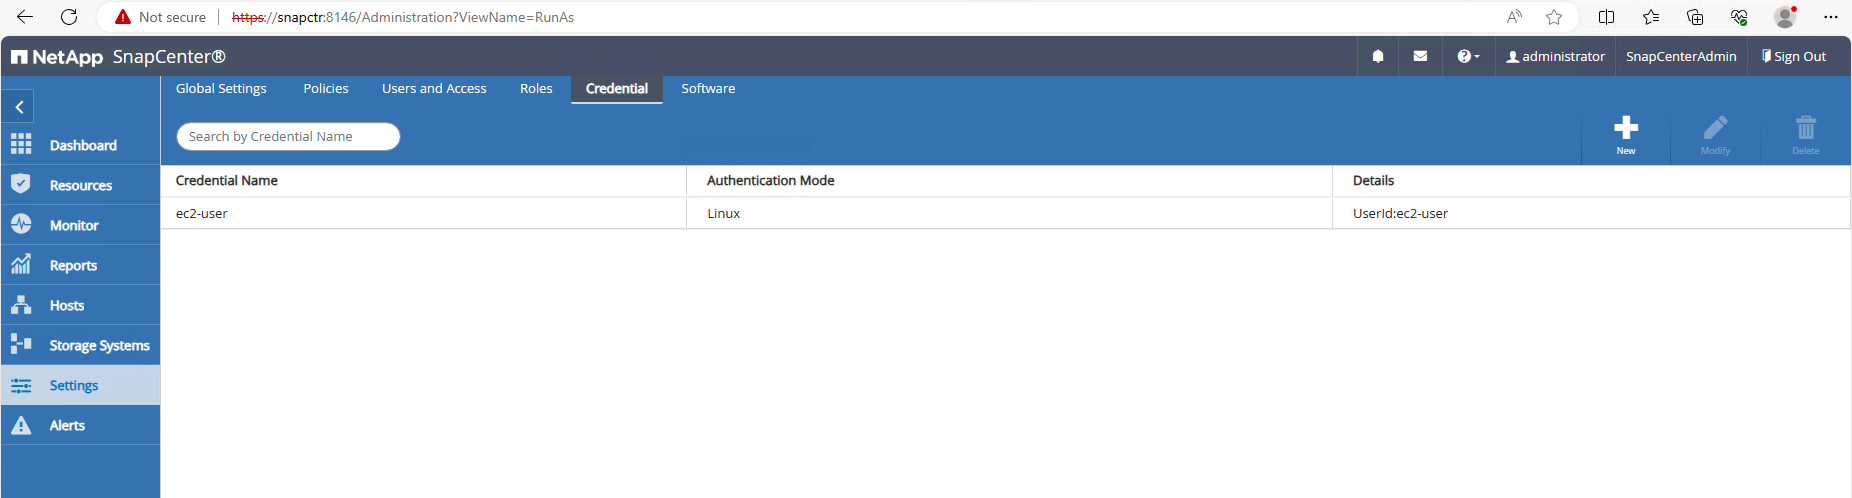 Not secure | https://snapctr:8146/Administration?ViewName=RunAs
NetApp SnapCenter®
administrator
SnapCenterAdmin
Sign Out
Global Settings
Policies
Users and Access
Roles
Credential
Software
Search by Credential Name
New
Modify
Delete
Dashboard
Resources
Monitor
Reports
Hosts
Storage Systems
Settings
Alerts
Credential Name Authentication Mode Details
ec2-user Linux UserId:ec2-user